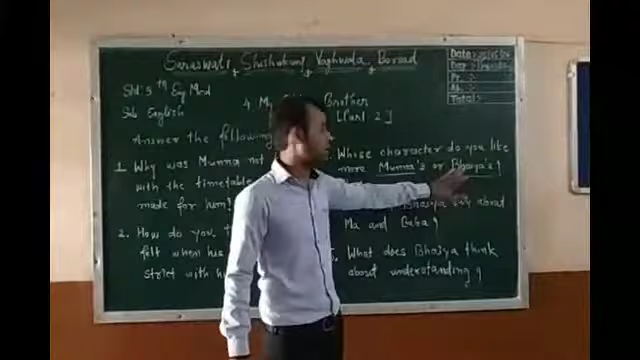 Saraswati Shishukunj Vaghwada, Borsad
Std: 9th Eng Med
Sub English
4 My Brother
[Part 2]
Answer the following
1. Why was Munna not
with the timetable
made for him?
2. How do you
felt when his
strict with
Whose character do you like
more Munna's or Bhaiya's?
Bhaiya say about
Ma and Baba?
What does Bhaiya think
about understanding?
Date:
Day:
Pr. :
Ab. :
Total: